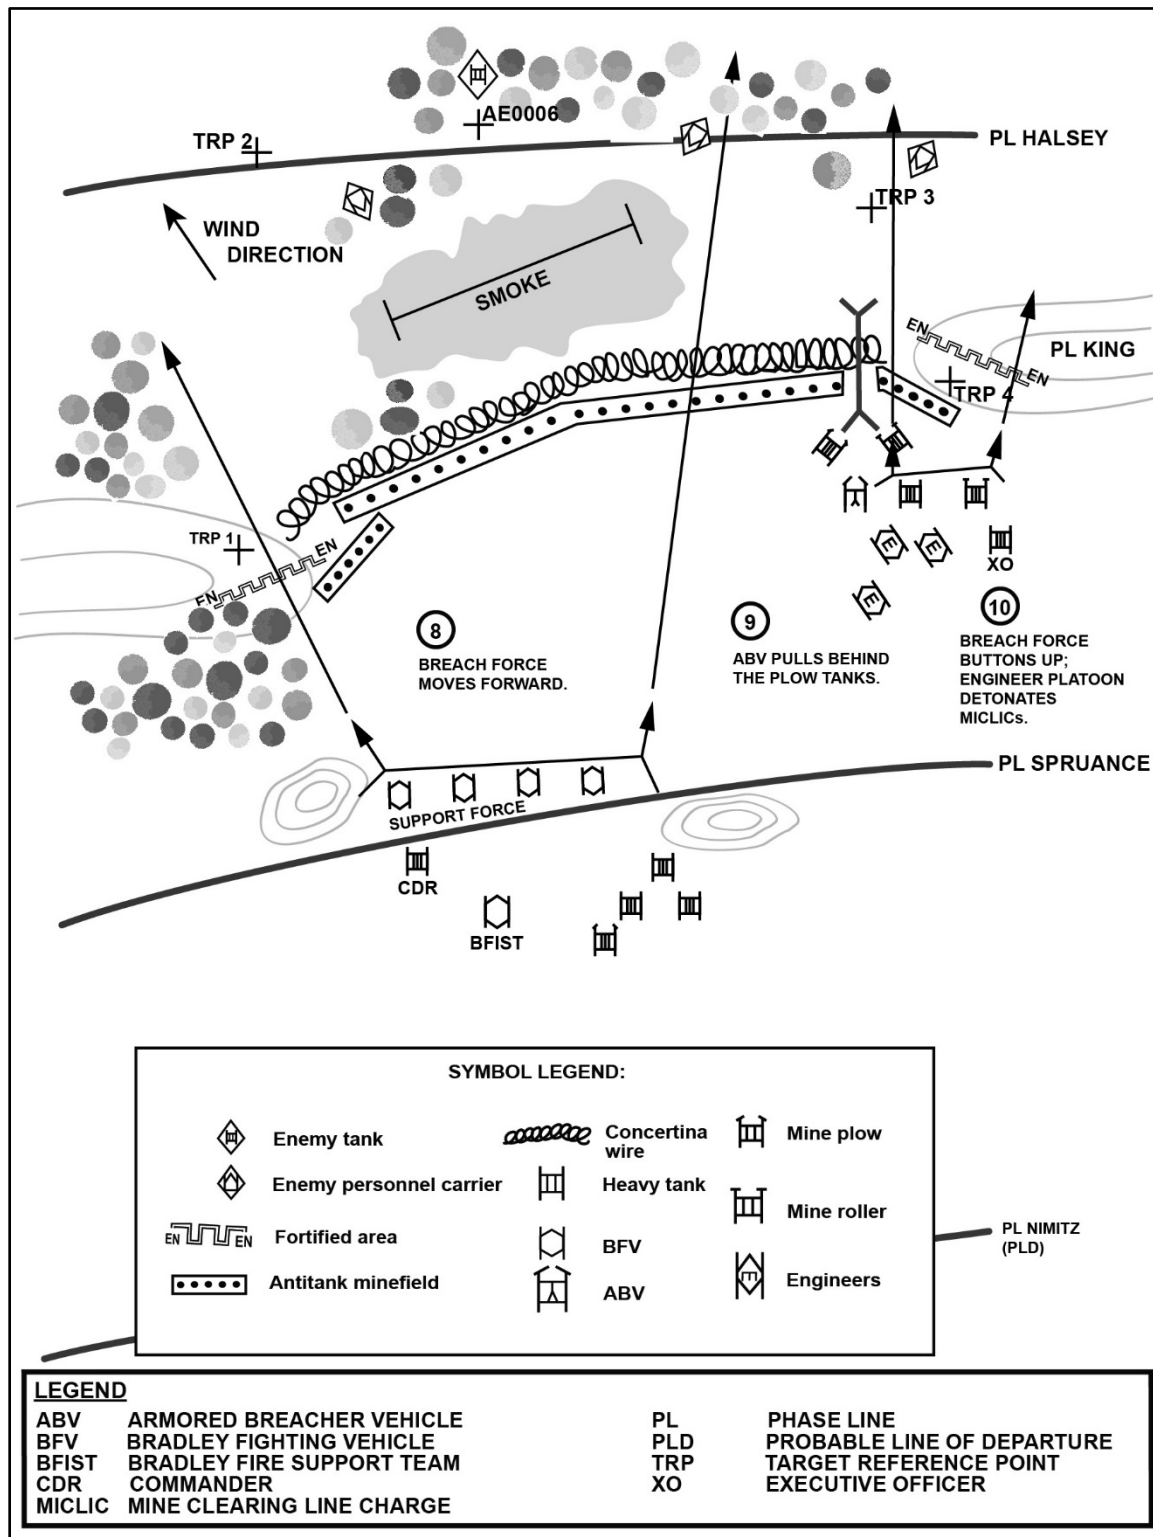 AE0006
TRP 2
PL HALSEY
TRP 3
WIND
DIRECTION
SMOKE
EN
PL KING
EN
TRP 4
TRP 1
EN
EN
E
E
E
XO
8
BREACH FORCE
MOVES FORWARD.
9
ABV PULLS BEHIND
THE PLOW TANKS.
10
BREACH FORCE
BUTTONS UP;
ENGINEER PLATOON
DETONATES
MICLICs.
PL SPRUANCE
SUPPORT FORCE
CDR
BFIST
SYMBOL LEGEND:
Enemy tank
Concertina
wire
Mine plow
Enemy personnel carrier
Heavy tank
Mine roller
EN EN Fortified area
BFV
PL NIMITZ
(PLD)
Antitank minefield
ABV
E Engineers
LEGEND
ABV ARMORED BREACHER VEHICLE
BFV BRADLEY FIGHTING VEHICLE
BFIST BRADLEY FIRE SUPPORT TEAM
CDR COMMANDER
MICLIC MINE CLEARING LINE CHARGE
PL PHASE LINE
PLD PROBABLE LINE OF DEPARTURE
TRP TARGET REFERENCE POINT
XO EXECUTIVE OFFICER